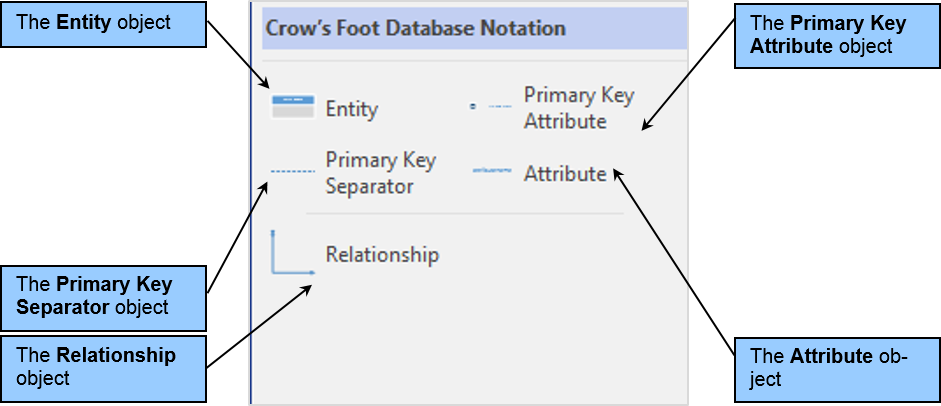 The Entity object
Crow's Foot Database Notation
The Primary Key
Attribute object
Entity
Primary Key
Attribute
Primary Key
Separator
Attribute
Relationship
The Primary Key
Separator object
The Relationship
object
The Attribute ob-
ject